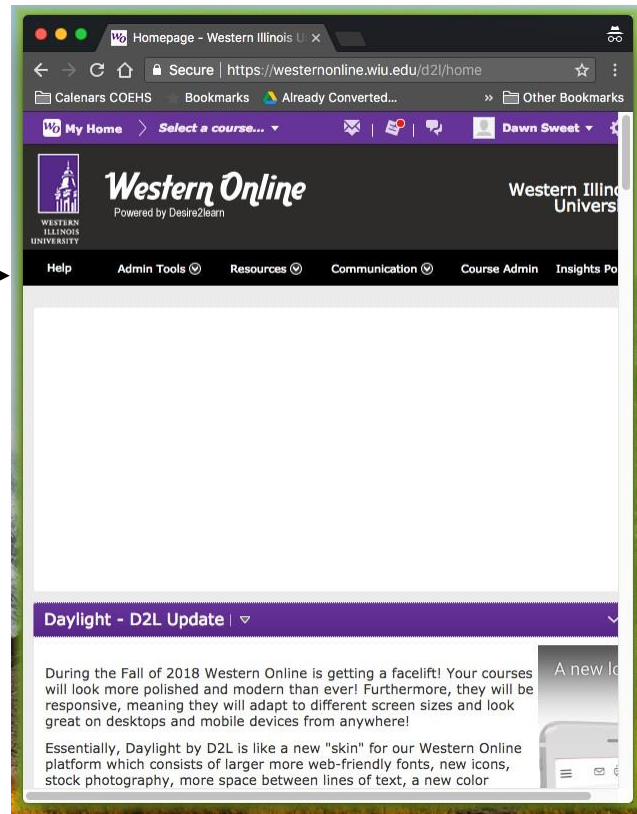 Homepage - Western Illinois U
Secure | https://westernonline.wiu.edu/d2l/home
Calenars COEHS Bookmarks Already Converted... » Other Bookmarks
Wo My Home Select a course... Dawn Sweet
Western Online
Powered by Desire2learn
Western Illino
Universi
WESTERN
ILLINOIS
UNIVERSITY
Help Admin Tools Resources Communication Course Admin Insights Po
Daylight - D2L Update
During the Fall of 2018 Western Online is getting a facelift! Your courses
will look more polished and modern than ever! Furthermore, they will be
responsive, meaning they will adapt to different screen sizes and look
great on desktops and mobile devices from anywhere!
Essentially, Daylight by D2L is like a new "skin" for our Western Online
platform which consists of larger more web-friendly fonts, new icons,
stock photography, more space between lines of text, a new color
A new lo